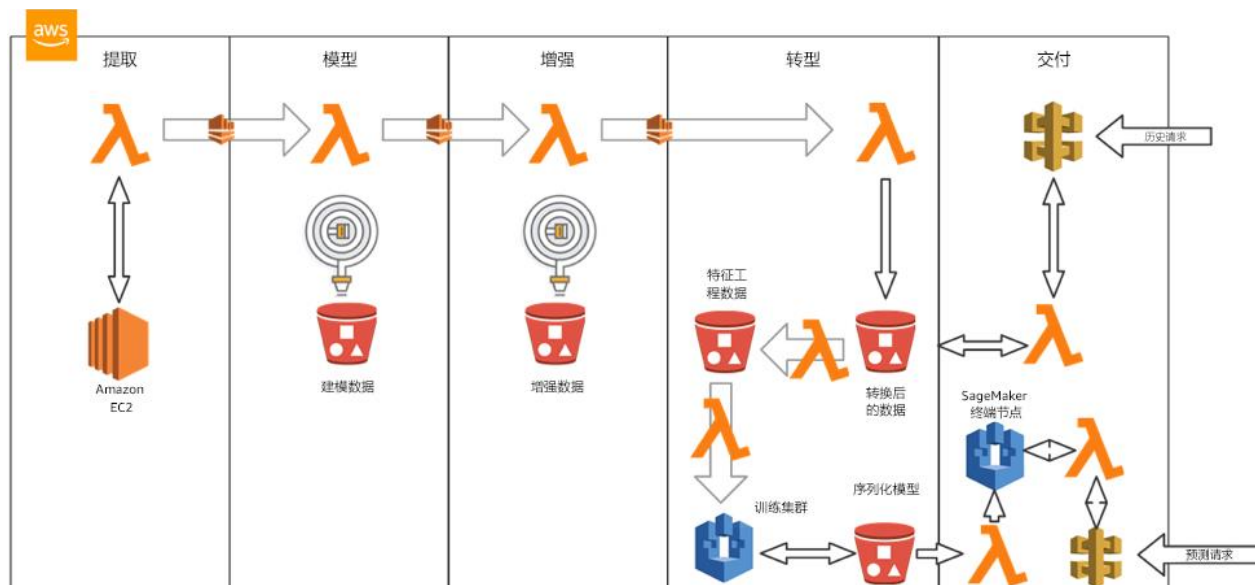 aws
提取
模型
增强
转型
交付
历史请求
特征工
程数据
Amazon
EC2
建模数据
增强数据
转换后
的数据
SageMaker
终端节点
训练集群
序列化模型
预测请求